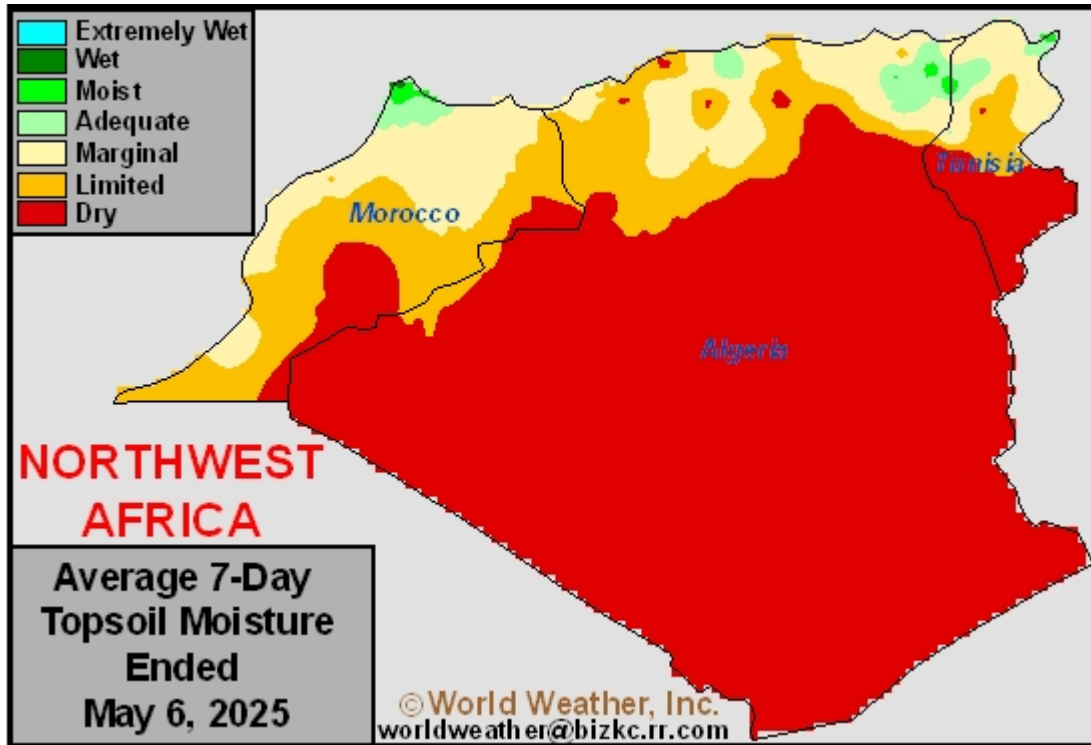 Extremely Wet
Wet
Moist
Adequate
Marginal
Limited
Dry
Morocco
Tunisia
Algeria
NORTHWEST
AFRICA
Average 7-Day
Topsoil Moisture
Ended
May 6, 2025
©World Weather, Inc.
worldweather@bizkc.rr.com